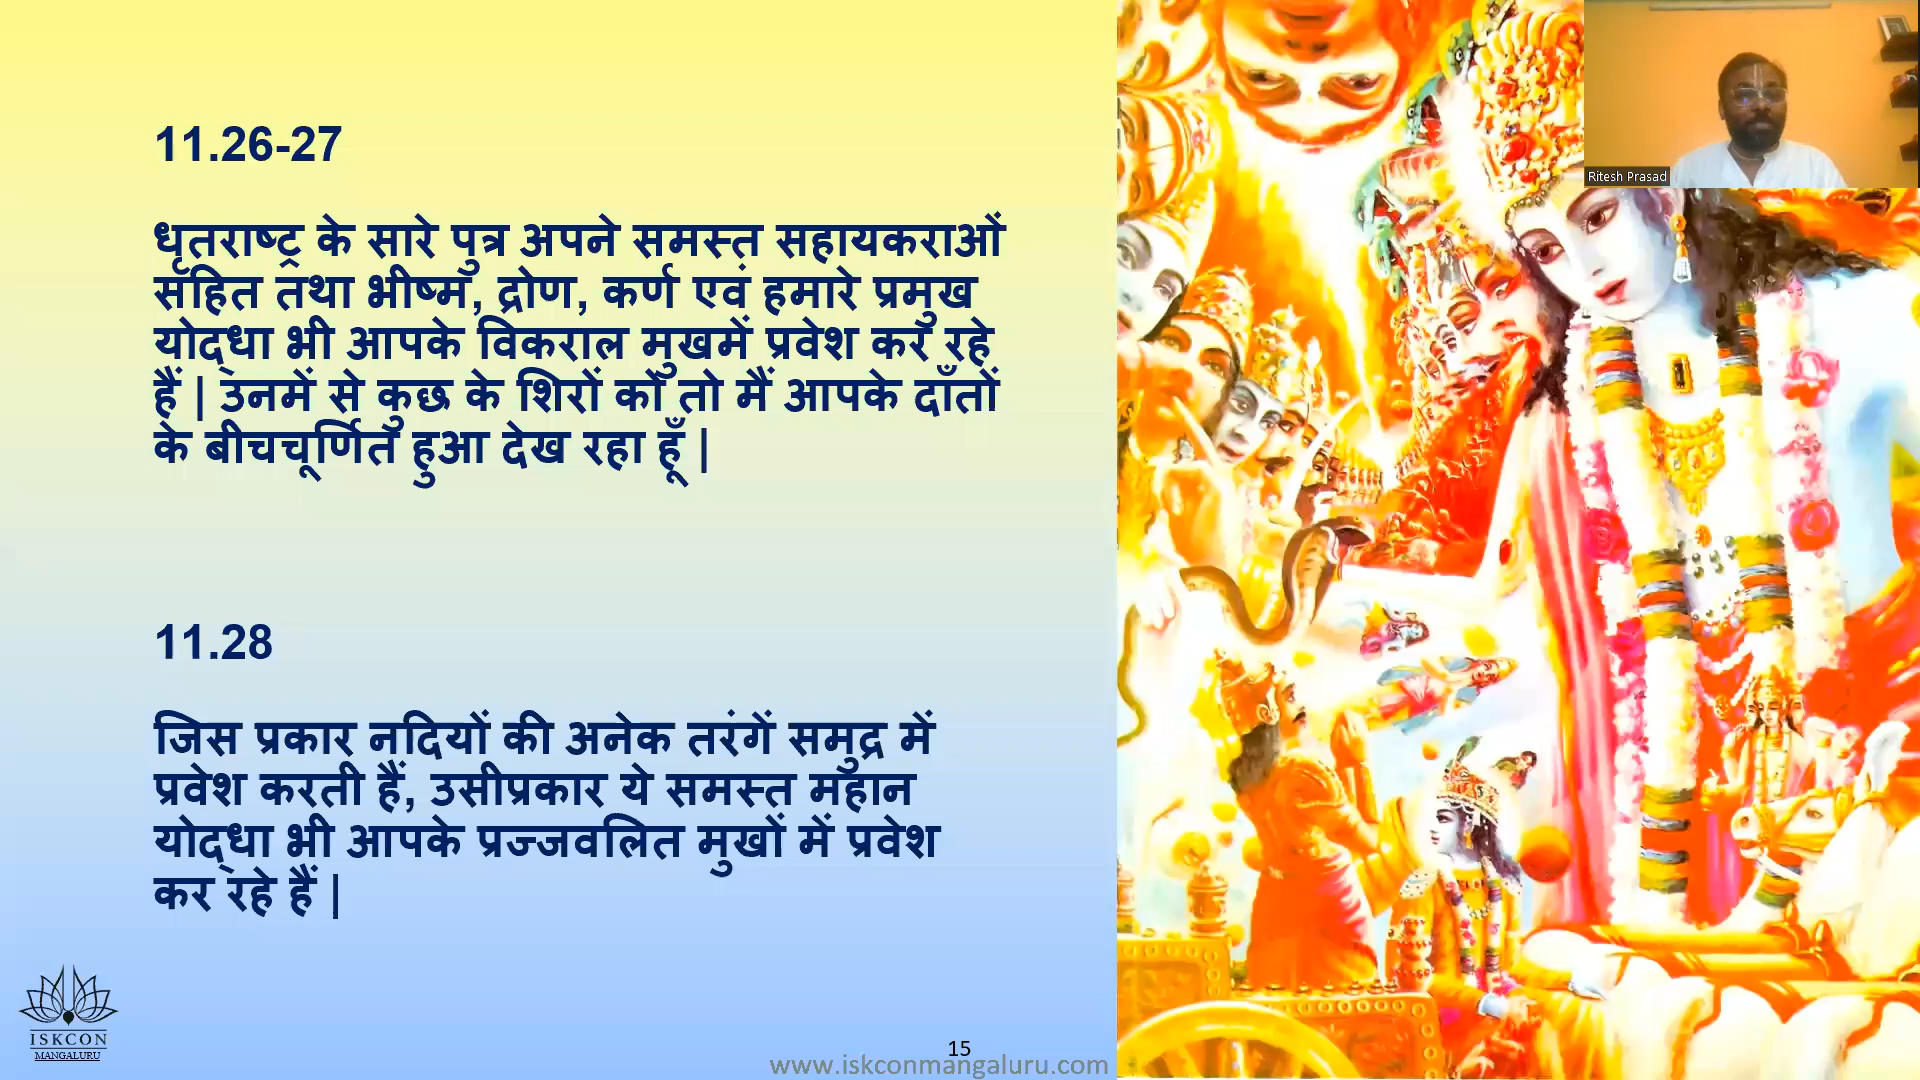 11.26-27
धृतराष्ट्र के सारे पुत्र अपने समस्त सहायकराओं
सहित तथा भीष्म, द्रोण, कर्ण एवं हमारे प्रमुख
योद्धा भी आपके विकराल मुखमें प्रवेश कर रहे
हैं | उनमें से कुछ के शिरों को तो मैं आपके दाँतों
के बीचचूर्णित हुआ देख रहा हूँ |
11.28
जिस प्रकार नदियों की अनेक तरंगें समुद्र में
प्रवेश करती हैं, उसीप्रकार ये समस्त महान
योद्धा भी आपके प्रज्जवलित मुखों में प्रवेश
कर रहे हैं |
ISKCON
MANGALURU
15
www.iskconmangaluru.com
Ritesh Prasad